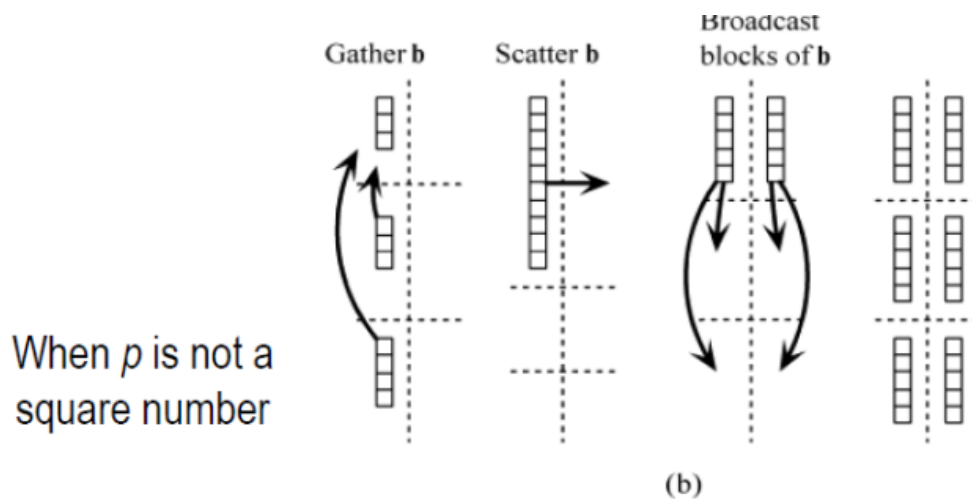 Broadcast
Gather b
Scatter b
blocks of b
When p is not a
square number
(b)